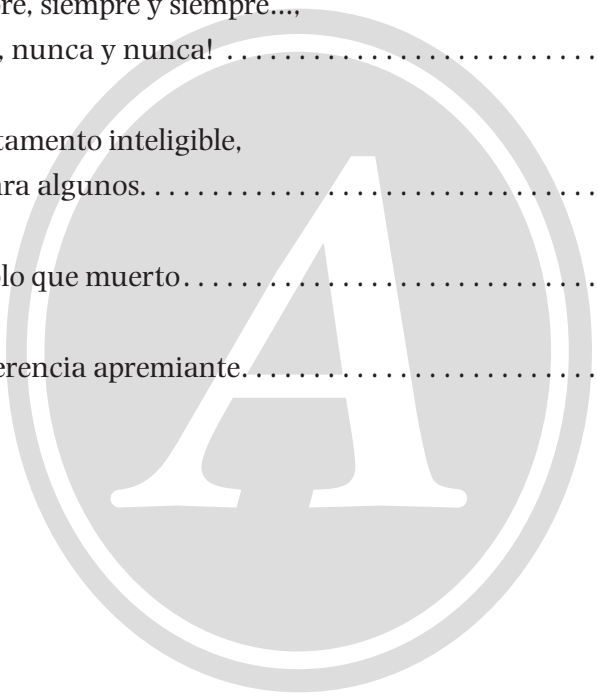 re, siempre y siempre...,
, nunca y nunca! . . . . . . . . . . . . . . . . . . . . . . . . . .
tamento inteligible,
ra algunos. . . . . . . . . . . . . . . . . . . . . . . . . . . . . . . .
lo que muerto . . . . . . . . . . . . . . . . . . . . . . . . . . . . .
erencia apremiante. . . . . . . . . . . . . . . . . . . . . . . . .
A